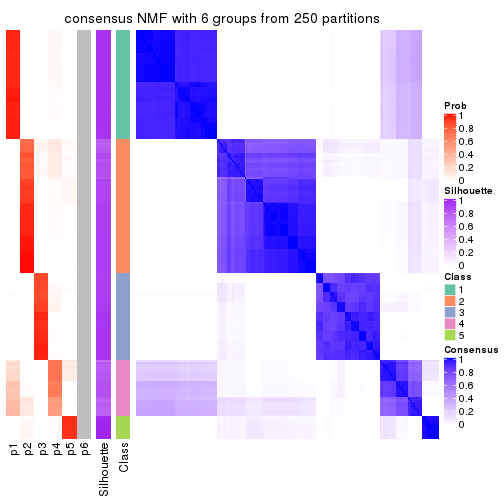 consensus NMF with 6 groups from 250 partitions
Prob
1
0.8
0.6
0.4
0.2
0
Silhouette
1
0.8
0.6
0.4
0.2
0
Class
1
2
3
4
5
Consensus
1
0.8
0.6
0.4
0.2
0
p1
p2
p3
p4
p5
p6
Silhouette
Class